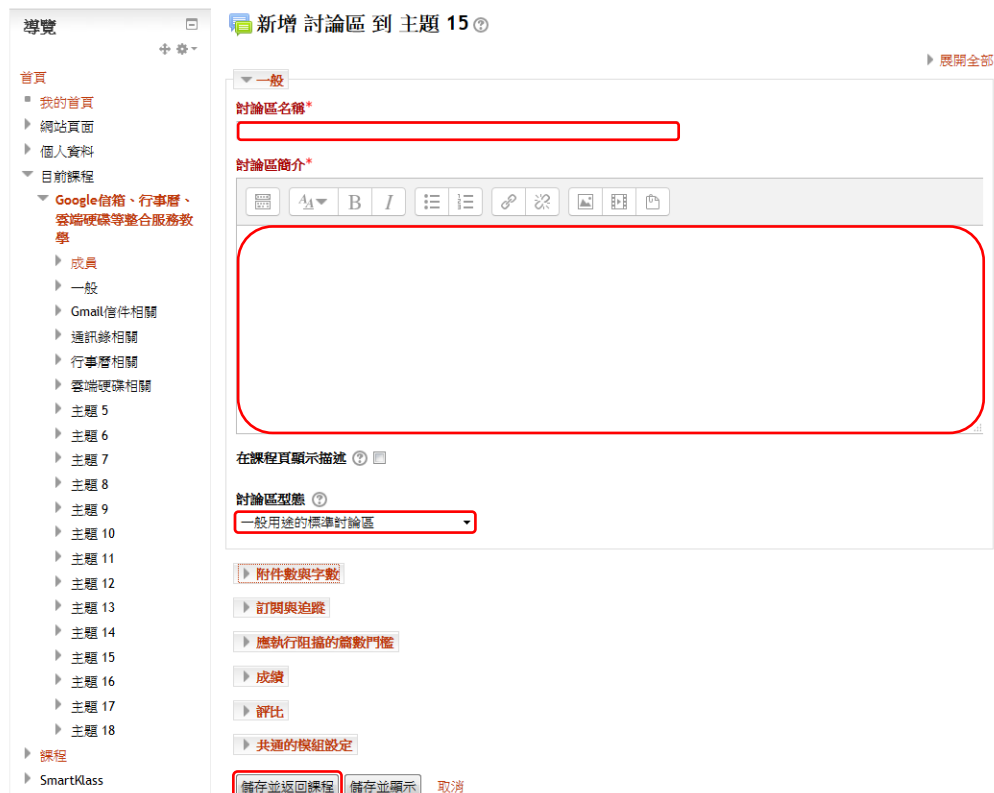 導覽
首頁
我的首頁
網站頁面
個人資料
目前課程
Google信箱、行事曆、
雲端硬碟等整合服務教
學
成員
一般
Gmail信件相關
通訊錄相關
行事曆相關
雲端硬碟相關
主題 5
主題 6
主題 7
主題 8
主題 9
主題 10
主題 11
主題 12
主題 13
主題 14
主題 15
主題 16
主題 17
主題 18
課程
SmartKlass
新增 討論區 到 主題 15
展開全部
一般
討論區名稱*
討論區簡介*
在課程頁顯示描述
討論區型態
一般用途的標準討論區
附件數與字數
訂閱與追蹤
應執行阻擋的篇數門檻
成績
評比
共通的模組設定
儲存並返回課程 儲存並顯示 取消